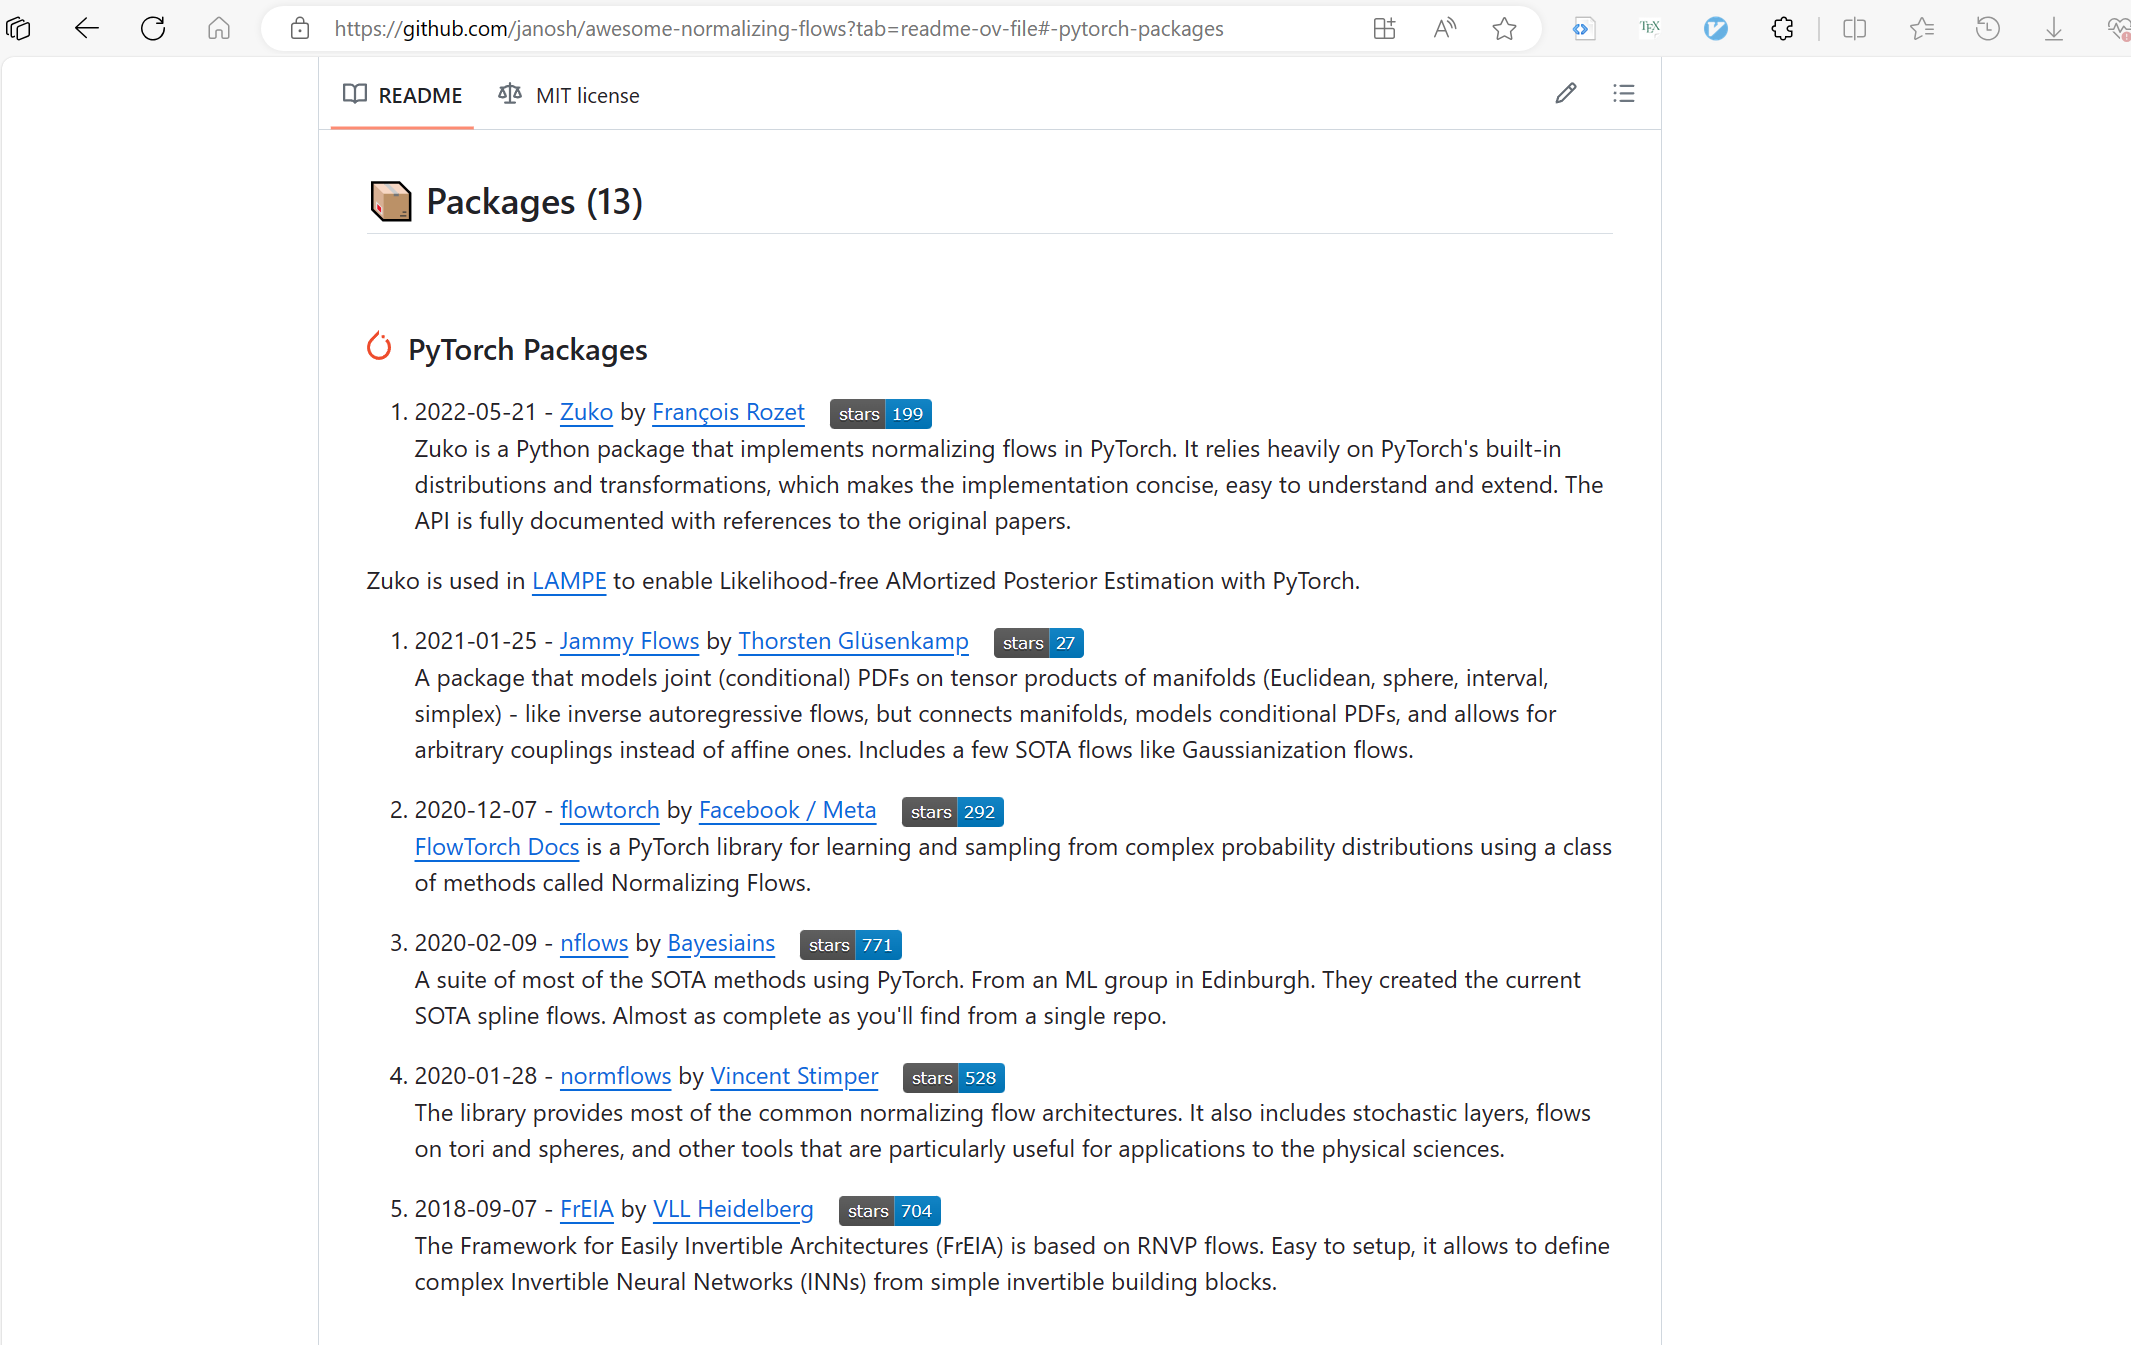 https://github.com/janosh/awesome-normalizing-flows?tab=readme-ov-file#-pytorch-packages
README MIT license
Packages (13)
PyTorch Packages
1. 2022-05-21 - Zuko by François Rozet stars 199
Zuko is a Python package that implements normalizing flows in PyTorch. It relies heavily on PyTorch's built-in
distributions and transformations, which makes the implementation concise, easy to understand and extend. The
API is fully documented with references to the original papers.
Zuko is used in LAMPE to enable Likelihood-free AMortized Posterior Estimation with PyTorch.
1. 2021-01-25 - Jammy Flows by Thorsten Glüsenkamp stars 27
A package that models joint (conditional) PDFs on tensor products of manifolds (Euclidean, sphere, interval,
simplex) - like inverse autoregressive flows, but connects manifolds, models conditional PDFs, and allows for
arbitrary couplings instead of affine ones. Includes a few SOTA flows like Gaussianization flows.
2. 2020-12-07 - flowtorch by Facebook / Meta stars 292
FlowTorch Docs is a PyTorch library for learning and sampling from complex probability distributions using a class
of methods called Normalizing Flows.
3. 2020-02-09 - nflows by Bayesiains stars 771
A suite of most of the SOTA methods using PyTorch. From an ML group in Edinburgh. They created the current
SOTA spline flows. Almost as complete as you'll find from a single repo.
4. 2020-01-28 - normflows by Vincent Stimper stars 528
The library provides most of the common normalizing flow architectures. It also includes stochastic layers, flows
on tori and spheres, and other tools that are particularly useful for applications to the physical sciences.
5. 2018-09-07 - FrEIA by VLL Heidelberg stars 704
The Framework for Easily Invertible Architectures (FrEIA) is based on RNVP flows. Easy to setup, it allows to define
complex Invertible Neural Networks (INNs) from simple invertible building blocks.